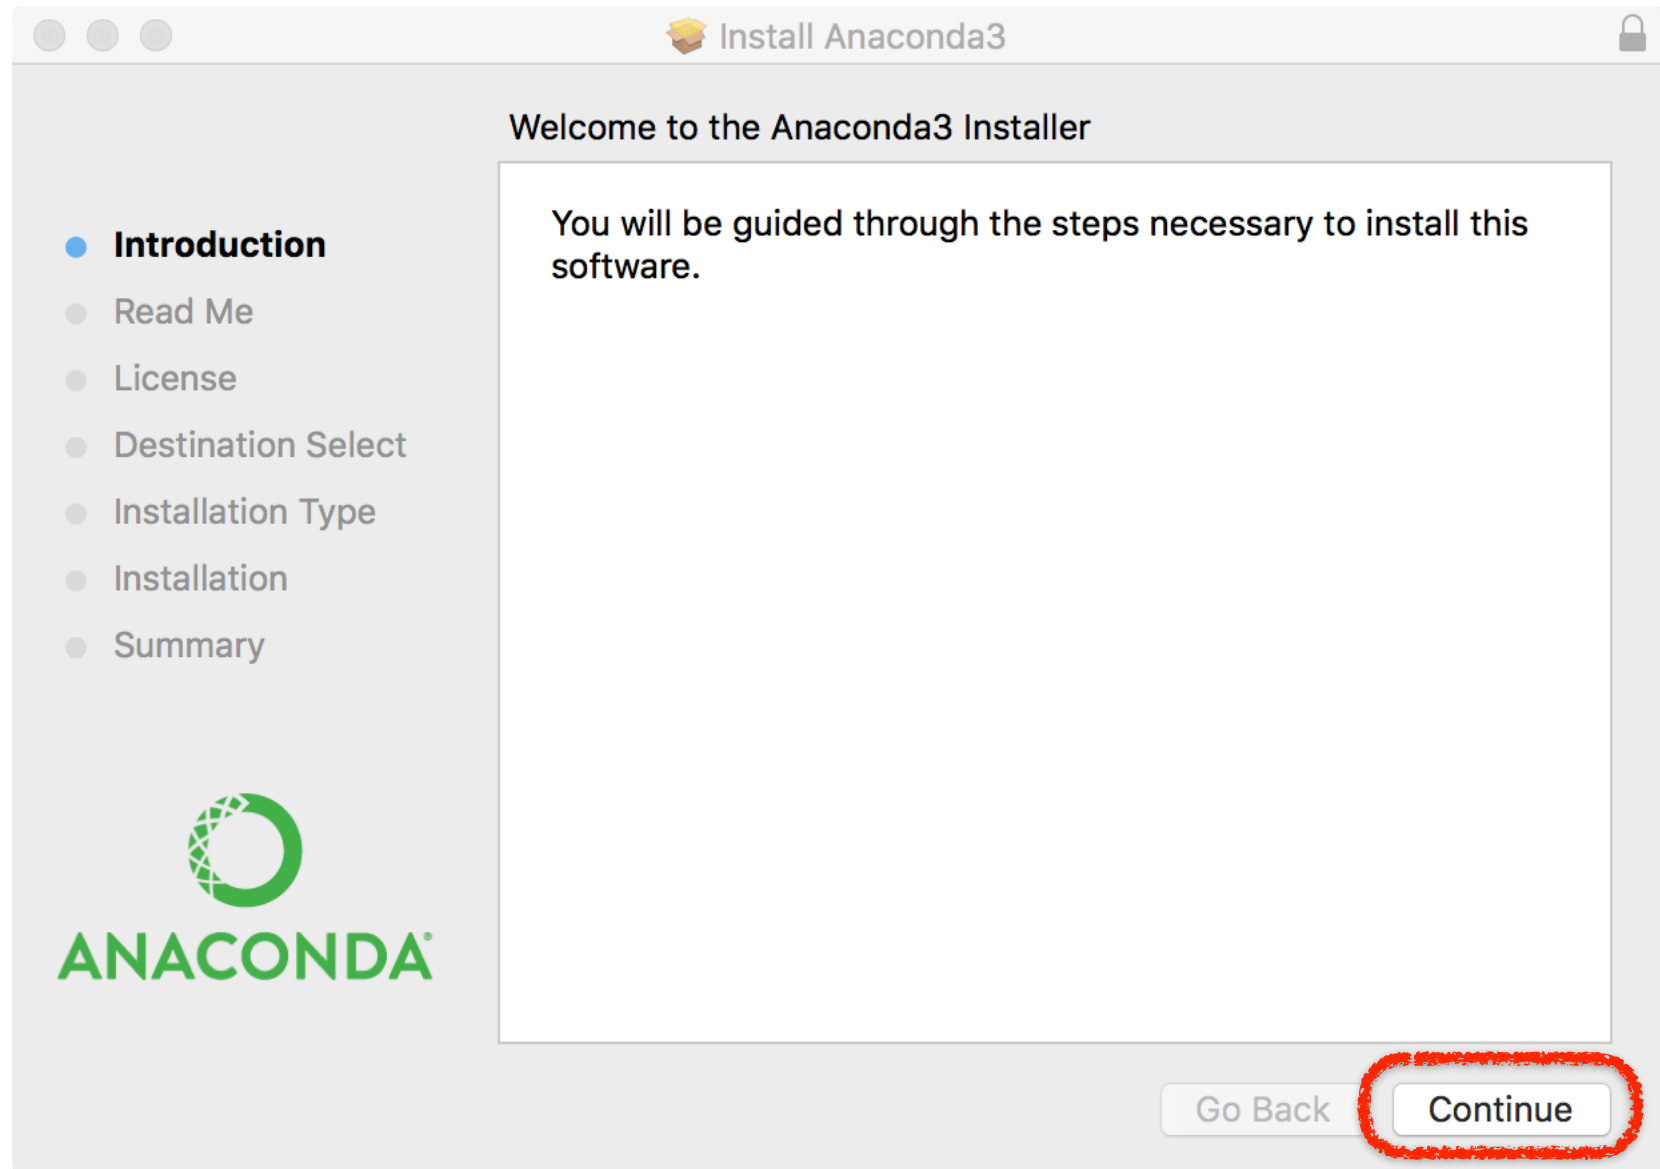 Install Anaconda3
Welcome to the Anaconda3 Installer
You will be guided through the steps necessary to install this
software.
Introduction
Read Me
License
Destination Select
Installation Type
Installation
Summary
ANACONDA®
Go Back
Continue